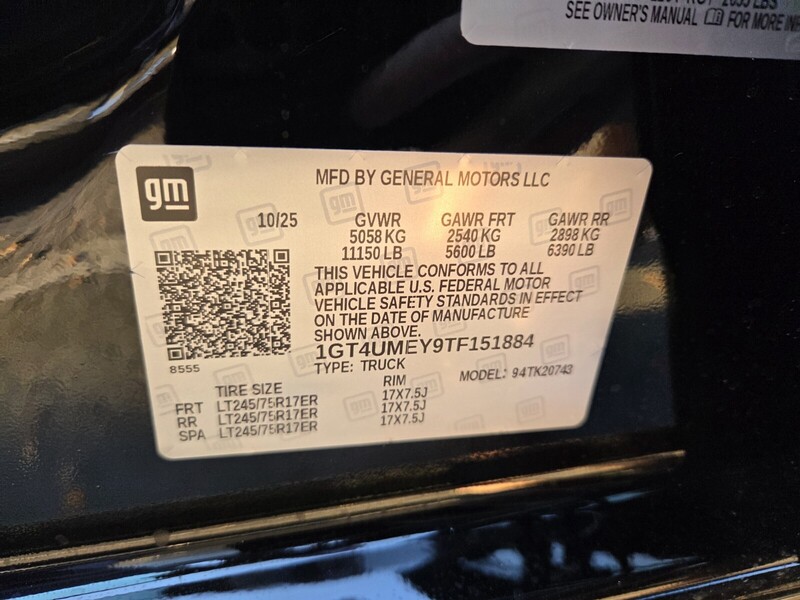 2055 LBS
SEE OWNER'S MANUAL FOR MORE
gm
MFD BY GENERAL MOTORS LLC
10/25 GVWR GAWR FRT GAWR RR
5058 KG 2540 KG 2898 KG
11150 LB 5600 LB 6390 LB
THIS VEHICLE CONFORMS TO ALL
APPLICABLE U.S. FEDERAL MOTOR
VEHICLE SAFETY STANDARDS IN EFFECT
ON THE DATE OF MANUFACTURE
SHOWN ABOVE.
8555
1GT4UMEY9TF151884
TYPE: TRUCK MODEL: 94TK20743
TIRE SIZE RIM
FRT LT245/75R17ER 17X7.5J
RR LT245/75R17ER 17X7.5J
SPA LT245/75R17ER 17X7.5J